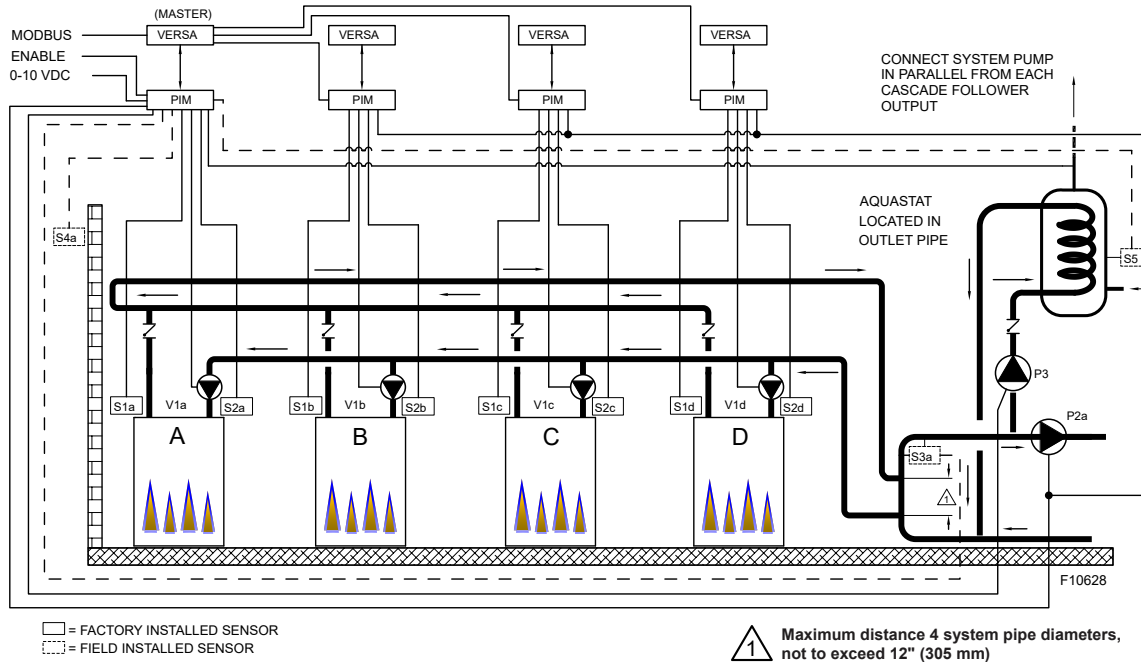 (MASTER)
MODBUS
VERSA
VERSA
VERSA
VERSA
ENABLE
0-10 VDC
PIM
PIM
PIM
PIM
CONNECT SYSTEM PUMP
IN PARALLEL FROM EACH
CASCADE FOLLOWER
OUTPUT
AQUASTAT
LOCATED IN
OUTLET PIPE
S4a
S5
P3
P2a
S1a
V1a
S2a
S1b
V1b
S2b
S1c
V1c
S2c
S1d
V1d
S2d
A
B
C
D
S3a
1
F10628
= FACTORY INSTALLED SENSOR
= FIELD INSTALLED SENSOR
1 Maximum distance 4 system pipe diameters,
not to exceed 12" (305 mm)